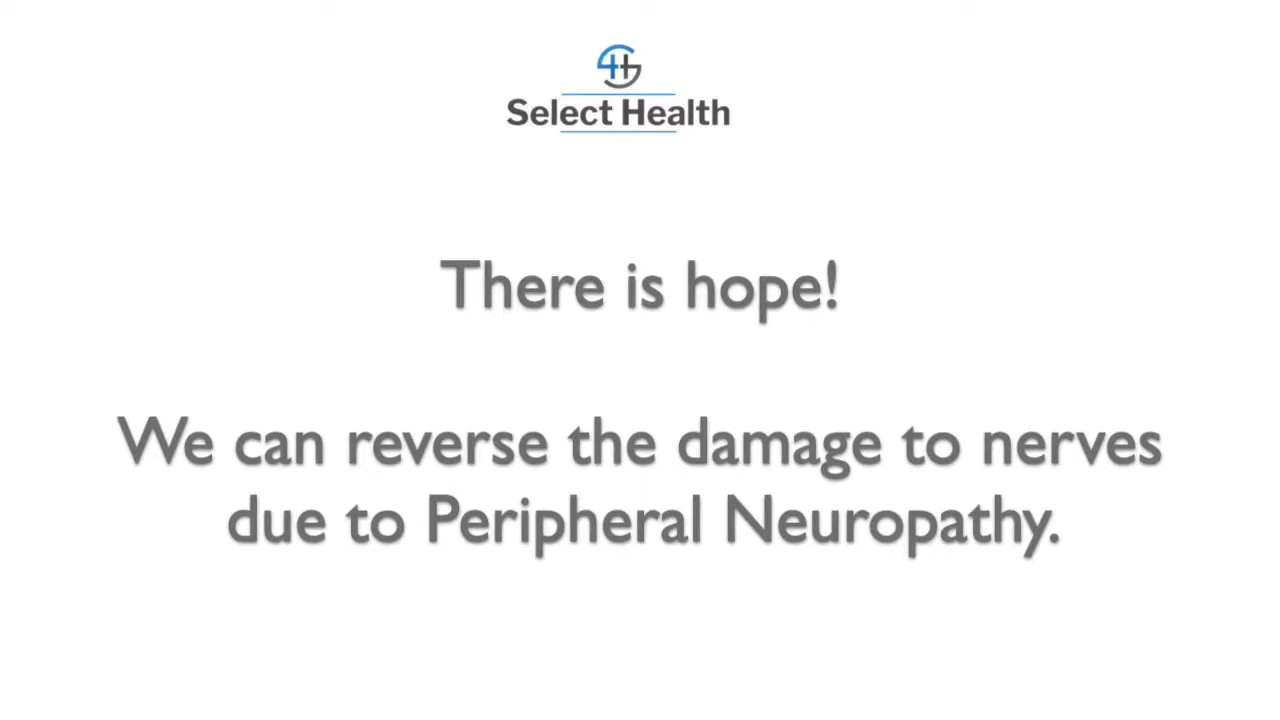 Select Health
There is hope!
We can reverse the damage to nerves
due to Peripheral Neuropathy.